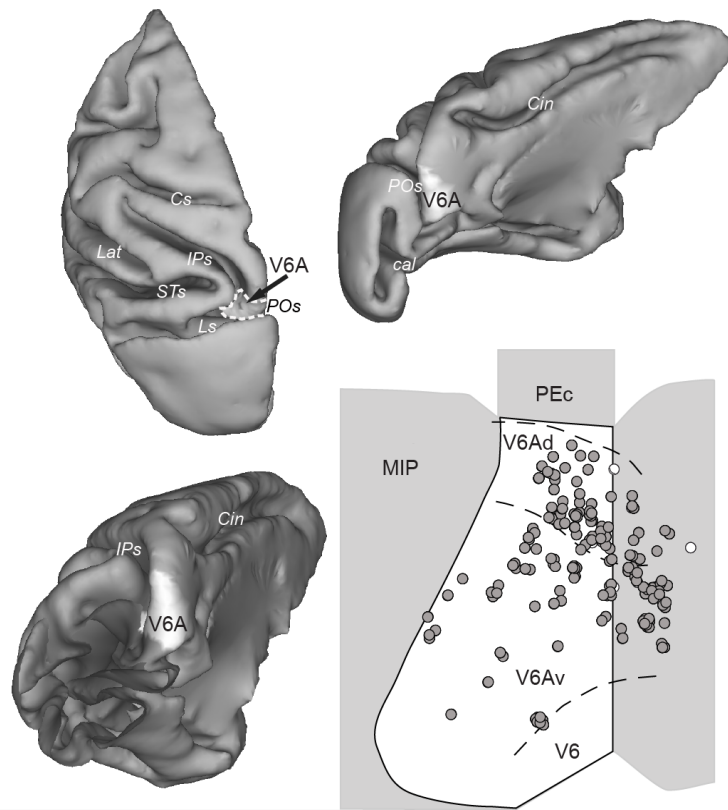 Cs
Lat
IPs
V6A
STs
POs
Ls
Cin
POs
V6A
cal
Cin
IPs
V6A
PEc
V6Ad
MIP
V6Av
V6